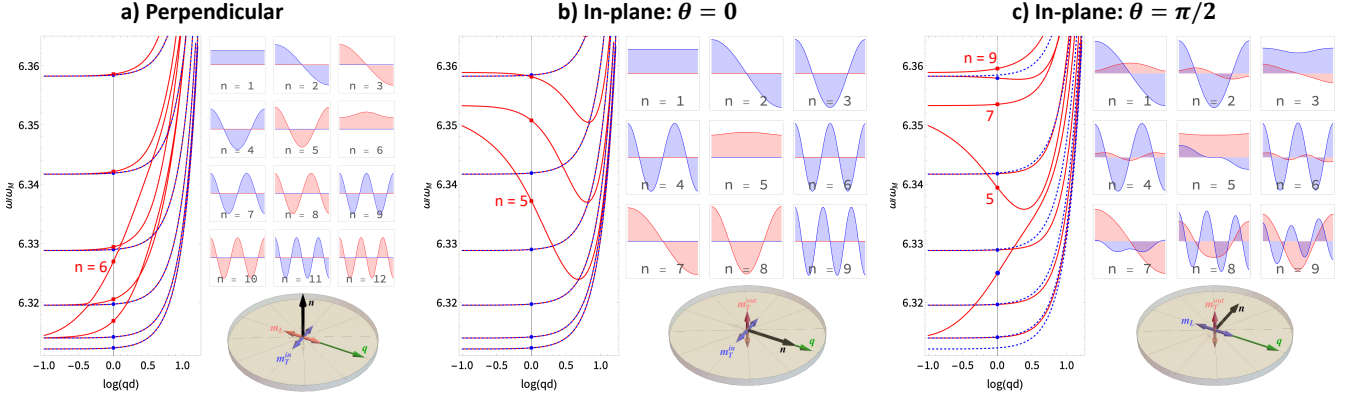 a) Perpendicular
ω/ω_M
6.36
6.35
6.34
6.33
6.32
n = 6
−1.0 −0.5 0.0 0.5 1.0
log(qd)
n = 1 n = 2 n = 3
n = 4 n = 5 n = 6
n = 7 n = 8 n = 9
n = 10 n = 11 n = 12
n
m_L
m_T^in
q
b) In-plane: θ = 0
ω/ω_M
6.36
6.35
6.34
6.33
6.32
n = 5
−1.0 −0.5 0.0 0.5 1.0
log(qd)
n = 1 n = 2 n = 3
n = 4 n = 5 n = 6
n = 7 n = 8 n = 9
m_T^out
m_T^in
n
q
c) In-plane: θ = π/2
ω/ω_M
6.36
6.35
6.34
6.33
6.32
n = 9
7
5
−1.0 −0.5 0.0 0.5 1.0
log(qd)
n = 1 n = 2 n = 3
n = 4 n = 5 n = 6
n = 7 n = 8 n = 9
m_T^out
n
m_L
q